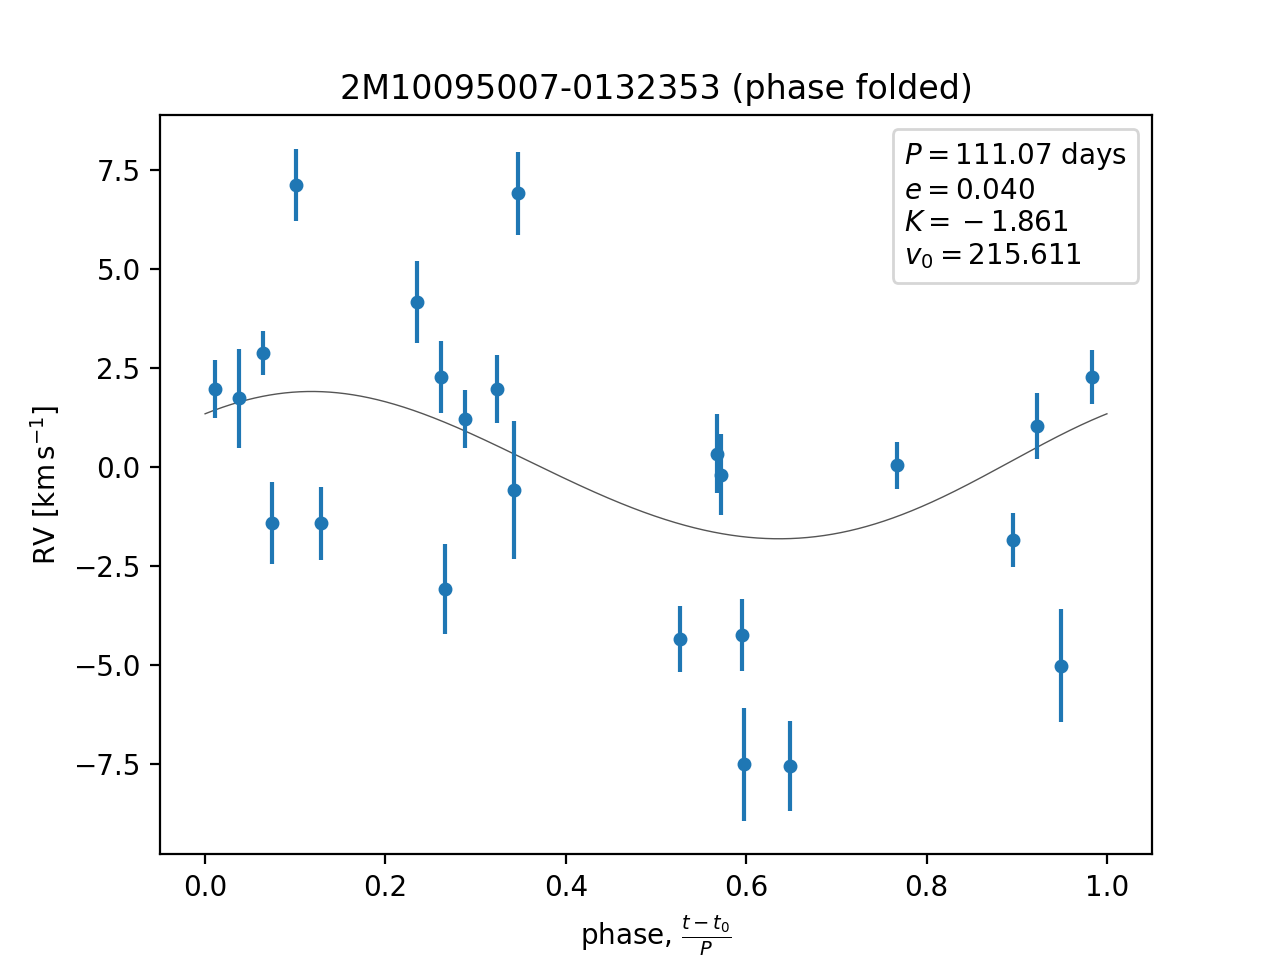 2M10095007-0132353 (phase folded)
P = 111.07 days
e = 0.040
K = −1.861
v₀ = 215.611
RV [km s⁻¹]
7.5
5.0
2.5
0.0
−2.5
−5.0
−7.5
0.0 0.2 0.4 0.6 0.8 1.0
phase, (t − t₀)/P